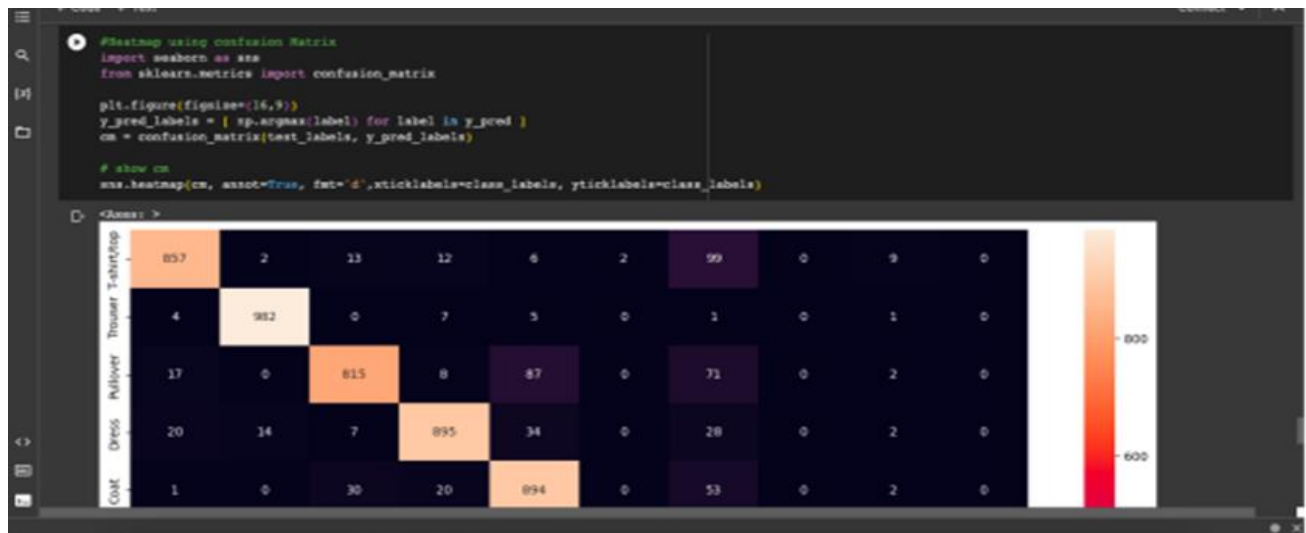 + Code + Text
Connect
#Heatmap using confusion Matrix
import seaborn as sns
from sklearn.metrics import confusion_matrix
plt.figure(figsize=(16,9))
y_pred_labels = [ np.argmax(label) for label in y_pred ]
cm = confusion_matrix(test_labels, y_pred_labels)
# show cm
sns.heatmap(cm, annot=True, fmt='d',xticklabels=class_labels, yticklabels=class_labels)
<Axes: >
T-shirt/top 857 2 13 12 6 2 99 0 9 0
Trouser 4 982 0 7 5 0 1 0 1 0
Pullover 17 0 815 8 87 0 71 0 2 0
Dress 20 14 7 895 34 0 28 0 2 0
Coat 1 0 30 20 894 0 53 0 2 0
800
600